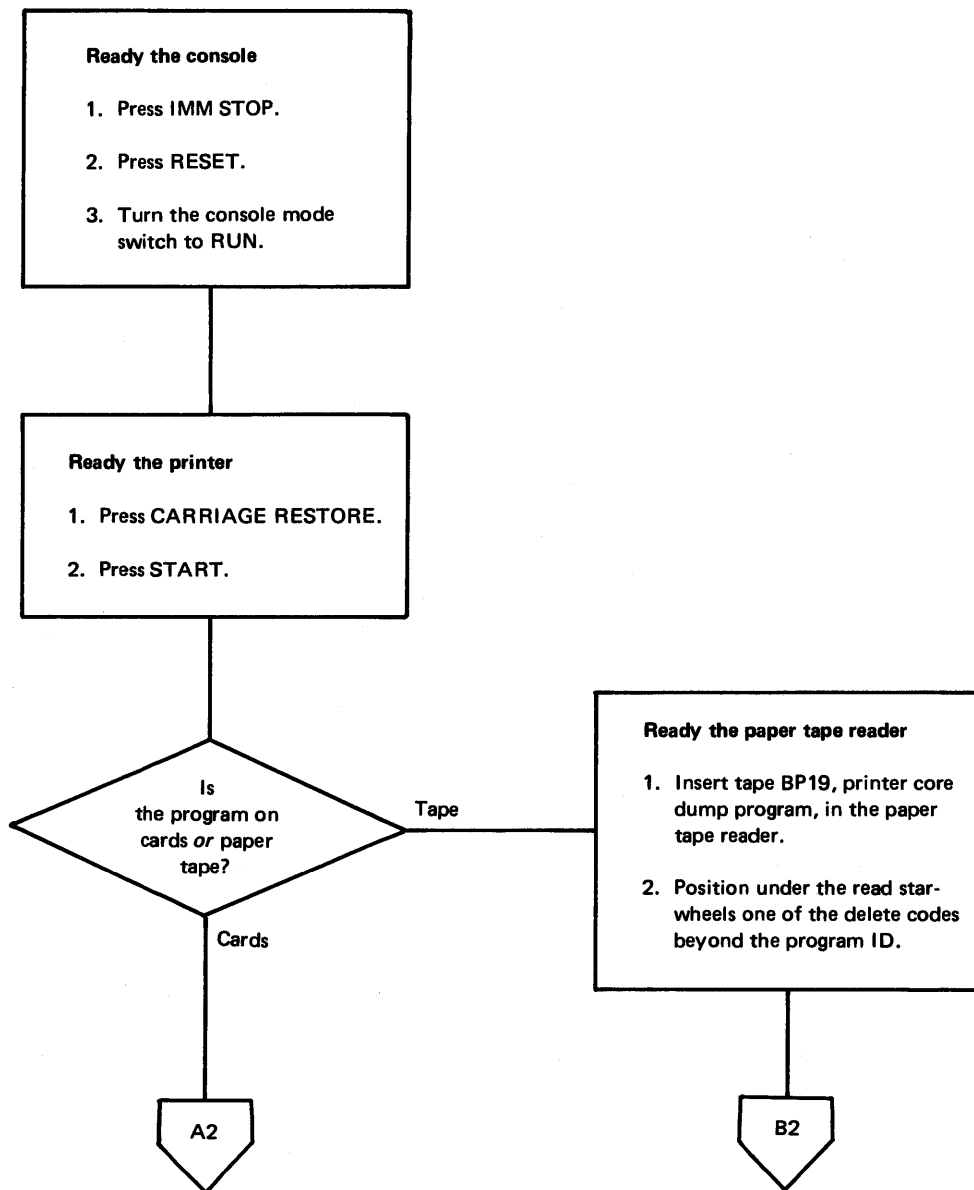 Ready the console
1. Press IMM STOP.
2. Press RESET.
3. Turn the console mode
switch to RUN.
Ready the printer
1. Press CARRIAGE RESTORE.
2. Press START.
Is
the program on
cards or paper
tape?
Tape
Cards
Ready the paper tape reader
1. Insert tape BP19, printer core
dump program, in the paper
tape reader.
2. Position under the read star-
wheels one of the delete codes
beyond the program ID.
A2
B2